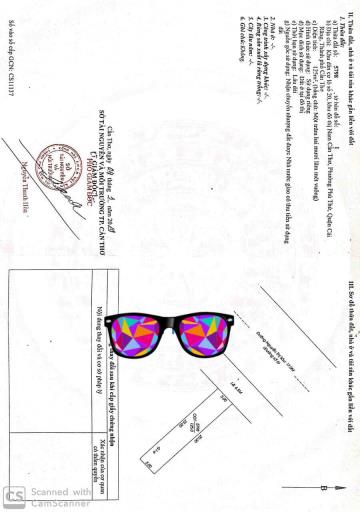 II. Thửa đất, nhà ở và tài sản khác gắn liền với đất
1. Thửa đất:
a) Thửa đất số: 5798 , tờ bản đồ số:
b) Địa chỉ: Khu dân cư lô số 20, khu đô thị Nam Cần Thơ, Phường Phú Thứ, Quận Cái
Răng, Thành phố Cần Thơ
c) Diện tích: 125m², (bằng chữ: Một trăm hai mươi lăm mét vuông)
d) Hình thức sử dụng: Sử dụng riêng
đ) Mục đích sử dụng: Đất ở tại đô thị
e) Thời hạn sử dụng: Lâu dài
g) Nguồn gốc sử dụng: Nhận chuyển nhượng đất được Nhà nước giao có thu tiền sử dụng
đất
2. Nhà ở: -/-
3. Công trình xây dựng khác: -/-
4. Rừng sản xuất là rừng trồng: -/-
5. Cây lâu năm: -/-
6. Ghi chú: Không.
Cần Thơ, ngày tháng năm
SỞ TÀI NGUYÊN VÀ MÔI TRƯỜNG TP. CẦN THƠ
GIÁM ĐỐC
PHÓ GIÁM ĐỐC
Nguyễn Thanh
Số vào sổ cấp GCN: CS11137
III. Sơ đồ thửa đất, nhà ở và tài sản khác gắn liền với đất
B
thay đổi sau khi cấp giấy chứng nhận
Nội dung thay đổi và cơ sở pháp lý
Xác nhận của cơ quan
có thẩm quyền
CS Scanned with
CamScanner